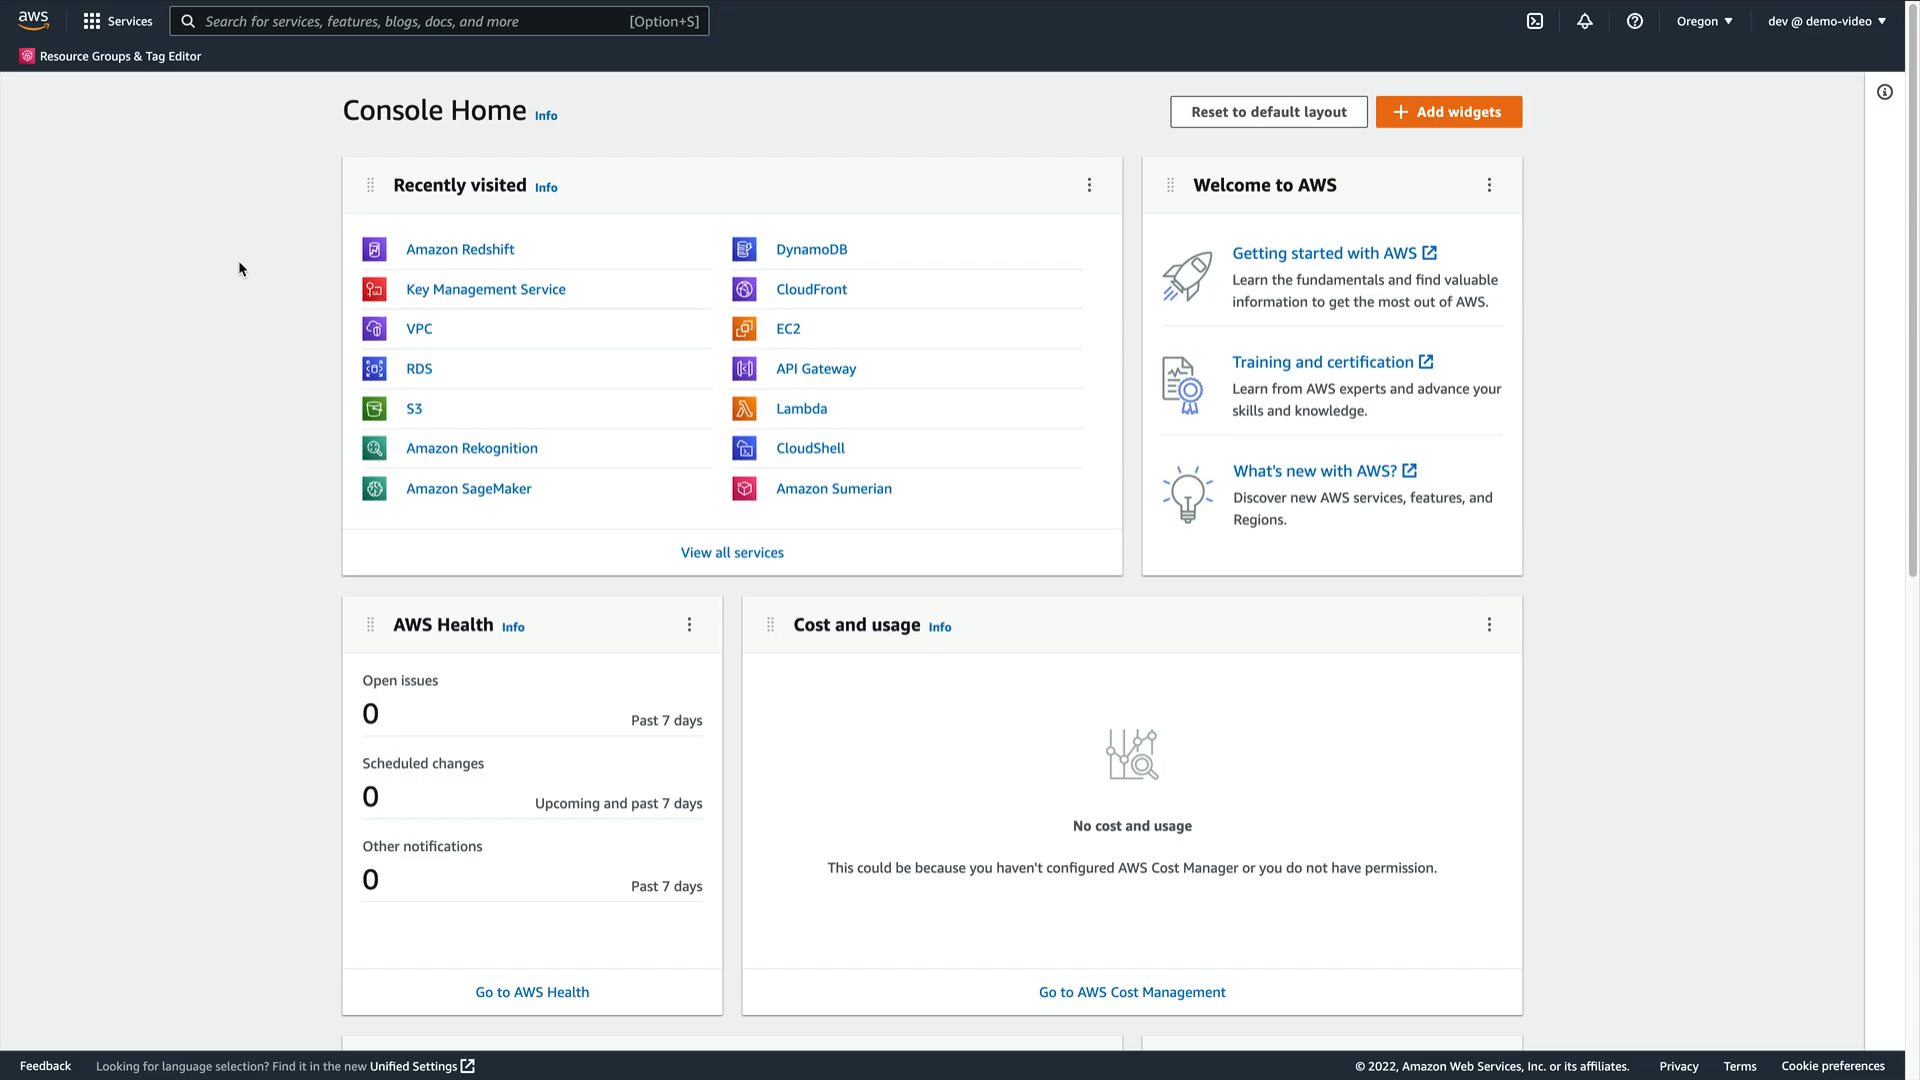 aws
Services
Search for services, features, blogs, docs, and more
[Option+S]
Oregon
dev @ demo-video
Resource Groups & Tag Editor
Console Home
Info
Reset to default layout
Add widgets
Recently visited
Info
Amazon Redshift
Key Management Service
VPC
RDS
S3
Amazon Rekognition
Amazon SageMaker
DynamoDB
CloudFront
EC2
API Gateway
Lambda
CloudShell
Amazon Sumerian
View all services
Welcome to AWS
Getting started with AWS
Learn the fundamentals and find valuable
information to get the most out of AWS.
Training and certification
Learn from AWS experts and advance your
skills and knowledge.
What's new with AWS?
Discover new AWS services, features, and
Regions.
AWS Health
Info
Open issues
0
Past 7 days
Scheduled changes
0
Upcoming and past 7 days
Other notifications
0
Past 7 days
Go to AWS Health
Cost and usage
Info
No cost and usage
This could be because you haven't configured AWS Cost Manager or you do not have permission.
Go to AWS Cost Management
Feedback
Looking for language selection? Find it in the new Unified Settings
© 2022, Amazon Web Services, Inc. or its affiliates.
Privacy
Terms
Cookie preferences